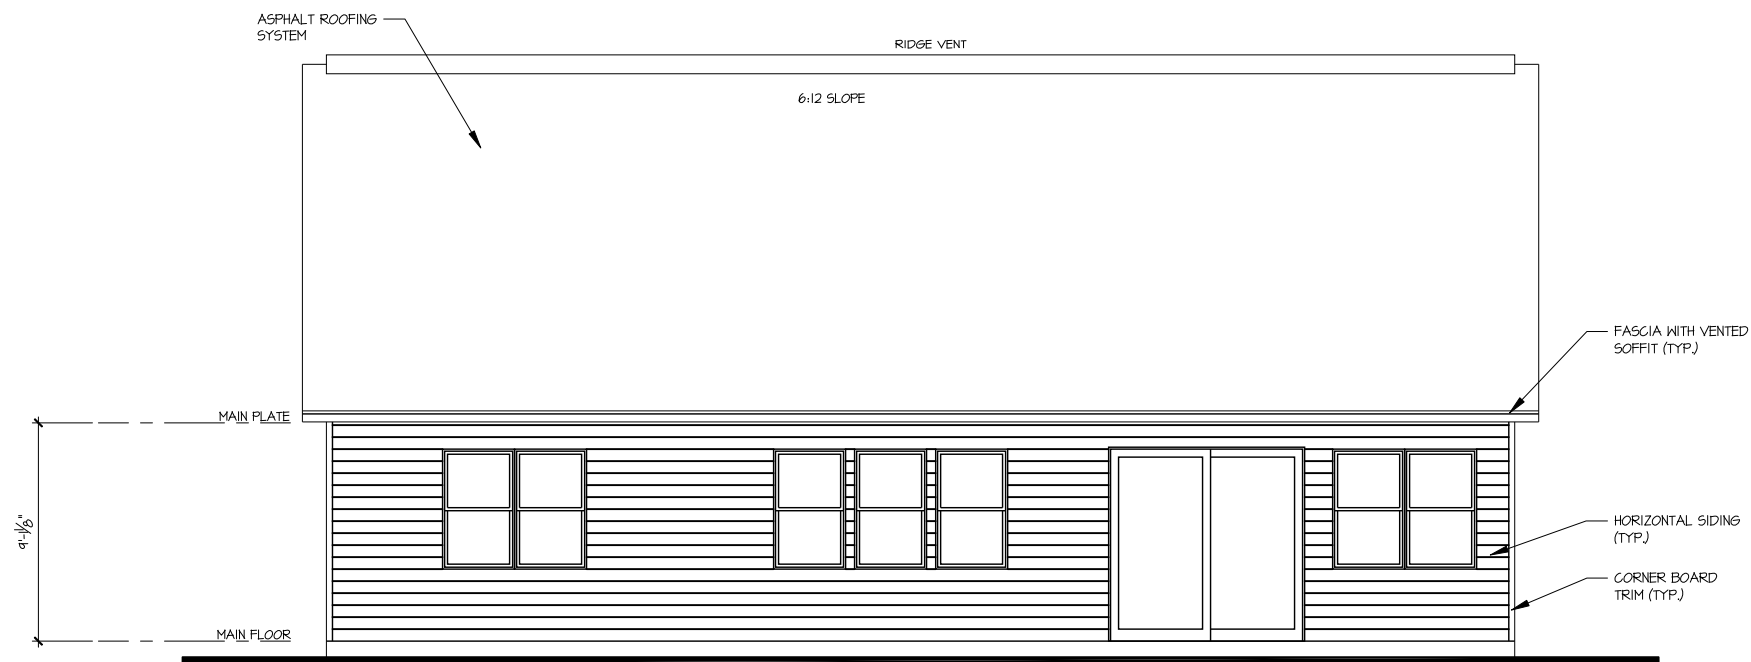 ASPHALT ROOFING
SYSTEM
RIDGE VENT
6:12 SLOPE
FASCIA WITH VENTED
SOFFIT (TYP.)
MAIN PLATE
9'-1⅛"
HORIZONTAL SIDING
(TYP.)
CORNER BOARD
TRIM (TYP.)
MAIN FLOOR